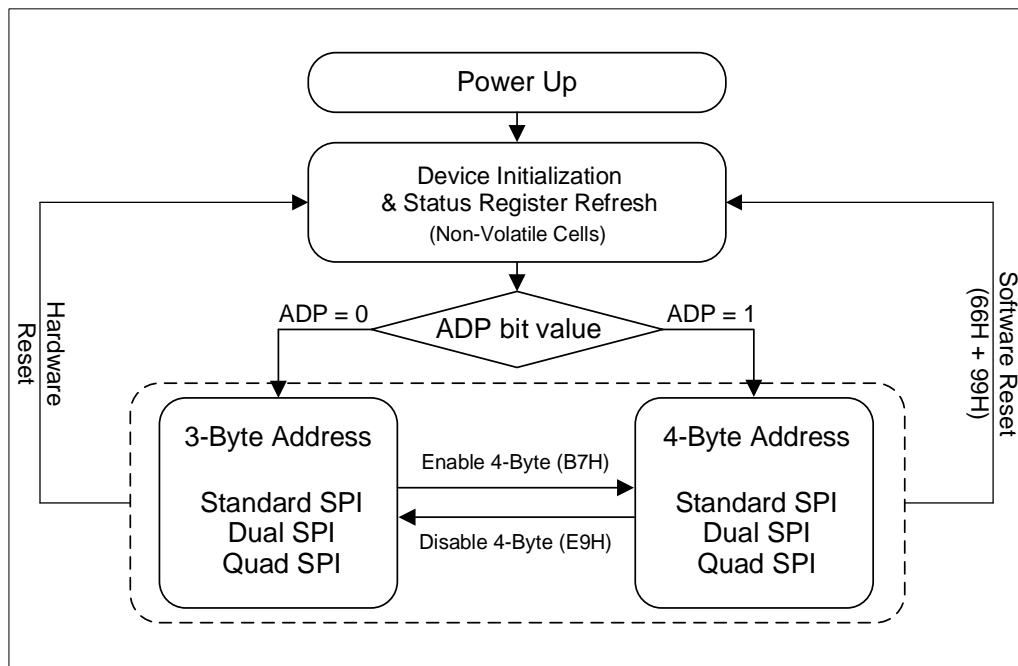 Power Up
Device Initialization
& Status Register Refresh
(Non-Volatile Cells)
Hardware
Reset
Software Reset
(66H + 99H)
ADP = 0
ADP bit value
ADP = 1
3-Byte Address
Standard SPI
Dual SPI
Quad SPI
Enable 4-Byte (B7H)
Disable 4-Byte (E9H)
4-Byte Address
Standard SPI
Dual SPI
Quad SPI